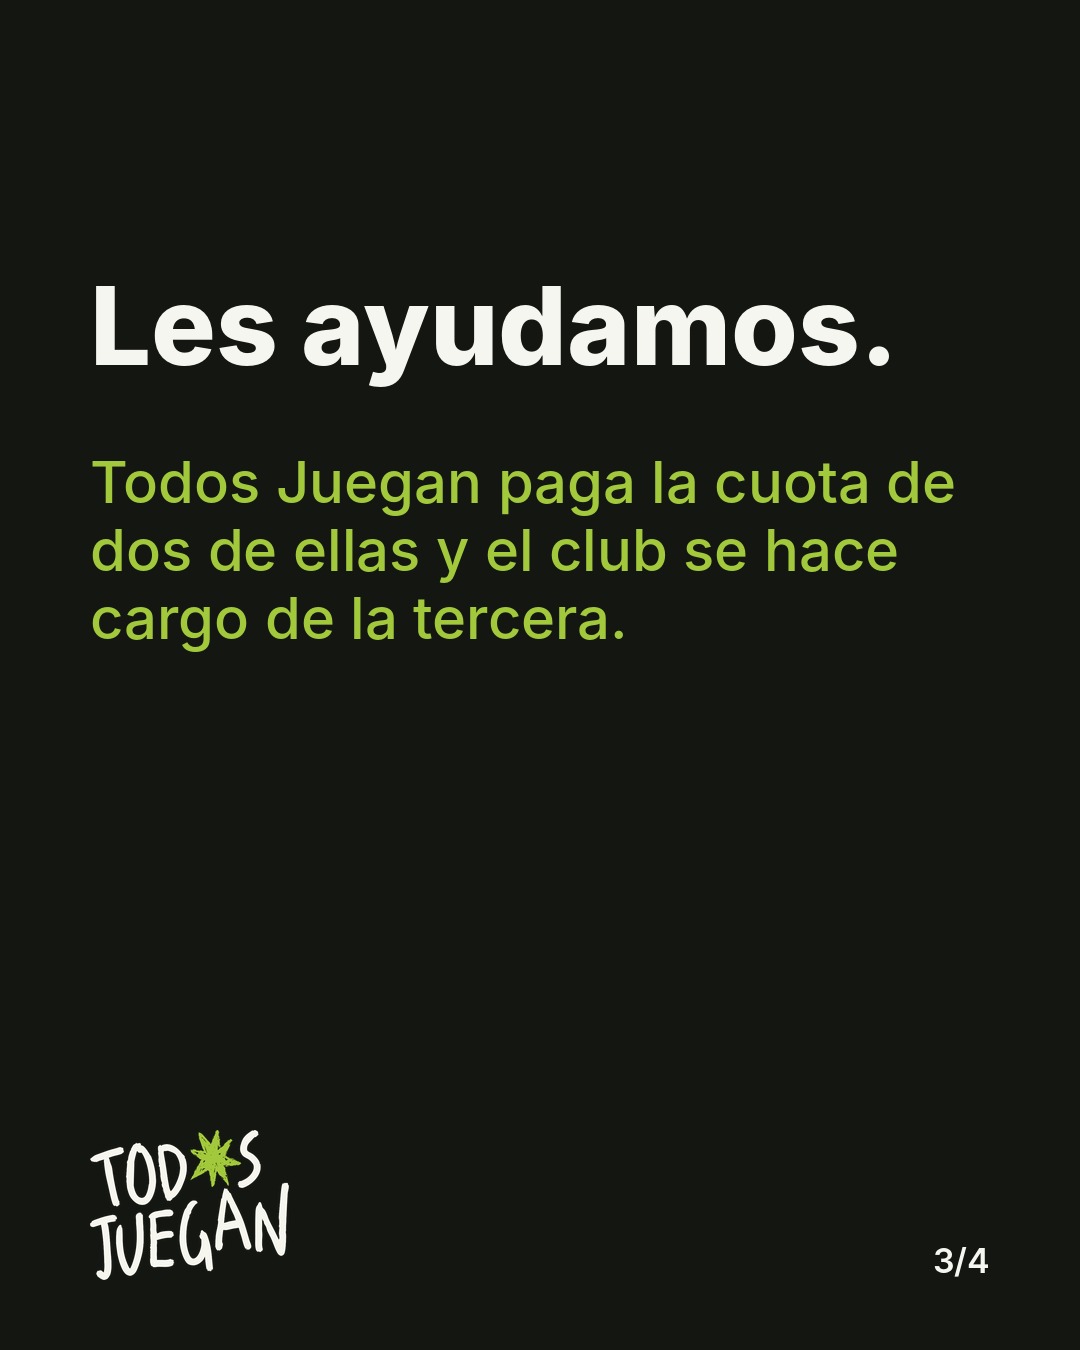 Les ayudamos.
Todos Juegan paga la cuota de
dos de ellas y el club se hace
cargo de la tercera.
TODOS
JUEGAN
3/4